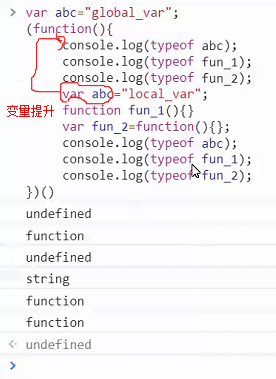 > var abc="global_var";
(function(){
console.log(typeof abc);
console.log(typeof fun_1);
console.log(typeof fun_2);
var abc="local_var";
变量提升
function fun_1(){}
var fun_2=function(){};
console.log(typeof abc);
console.log(typeof fun_1);
console.log(typeof fun_2);
})()
undefined
function
undefined
string
function
function
undefined